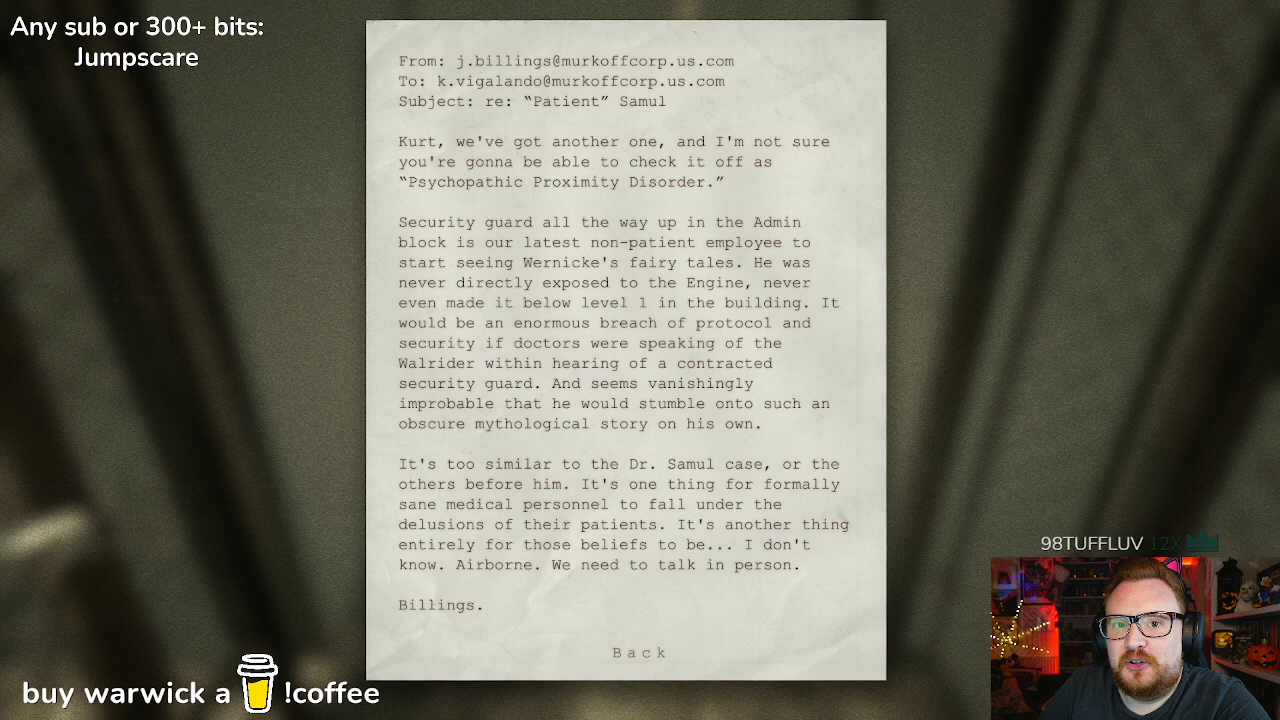 Any sub or 300+ bits:
Jumpscare
From: j.billings@murkoffcorp.us.com
To: k.vigalando@murkoffcorp.us.com
Subject: re: “Patient” Samul
Kurt, we've got another one, and I'm not sure
you're gonna be able to check it off as
“Psychopathic Proximity Disorder.”
Security guard all the way up in the Admin
block is our latest non-patient employee to
start seeing Wernicke's fairy tales. He was
never directly exposed to the Engine, never
even made it below level 1 in the building. It
would be an enormous breach of protocol and
security if doctors were speaking of the
Walrider within hearing of a contracted
security guard. And seems vanishingly
improbable that he would stumble onto such an
obscure mythological story on his own.
It's too similar to the Dr. Samul case, or the
others before him. It's one thing for formally
sane medical personnel to fall under the
delusions of their patients. It's another thing
entirely for those beliefs to be... I don't
know. Airborne. We need to talk in person.
Billings.
Back
98TUFFLUV 12X
buy warwick a !coffee